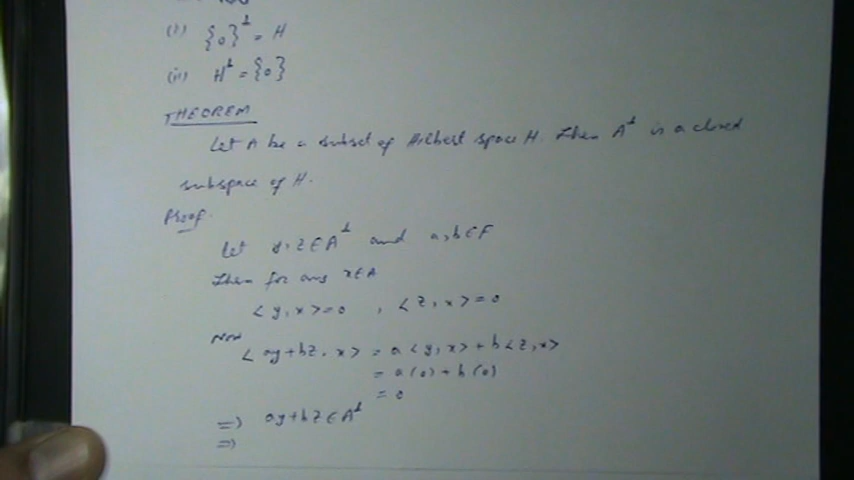 (i) {0}⊥ = H
(ii) H⊥ = {0}
THEOREM
Let A be a subset of Hilbert space H. Then A⊥ is a closed
subspace of H.
Proof.
Let y, z ∈ A⊥ and a, b ∈ F
Then for any x ∈ A
< y, x > = 0 , < z, x > = 0
Now
< ay + bz, x > = a < y, x > + b < z, x >
= a (0) + b (0)
= 0
=> ay + bz ∈ A⊥
=>